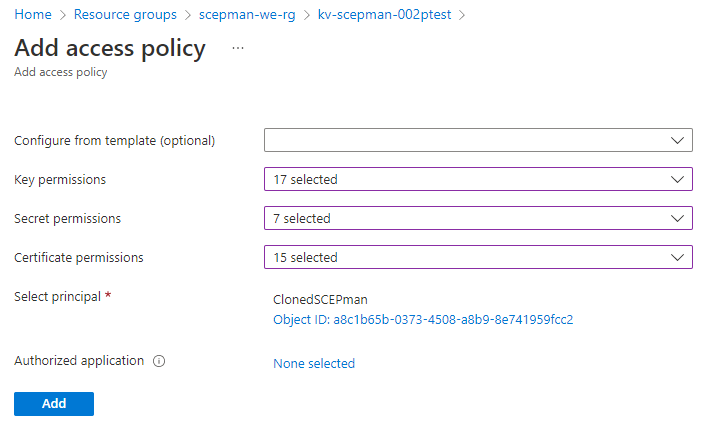 Home > Resource groups > scepman-we-rg > kv-scepman-002ptest >
Add access policy ...
Add access policy
Configure from template (optional)
Key permissions 17 selected
Secret permissions 7 selected
Certificate permissions 15 selected
Select principal * ClonedSCEPman
Object ID: a8c1b65b-0373-4508-a8b9-8e741959fcc2
Authorized application None selected
Add